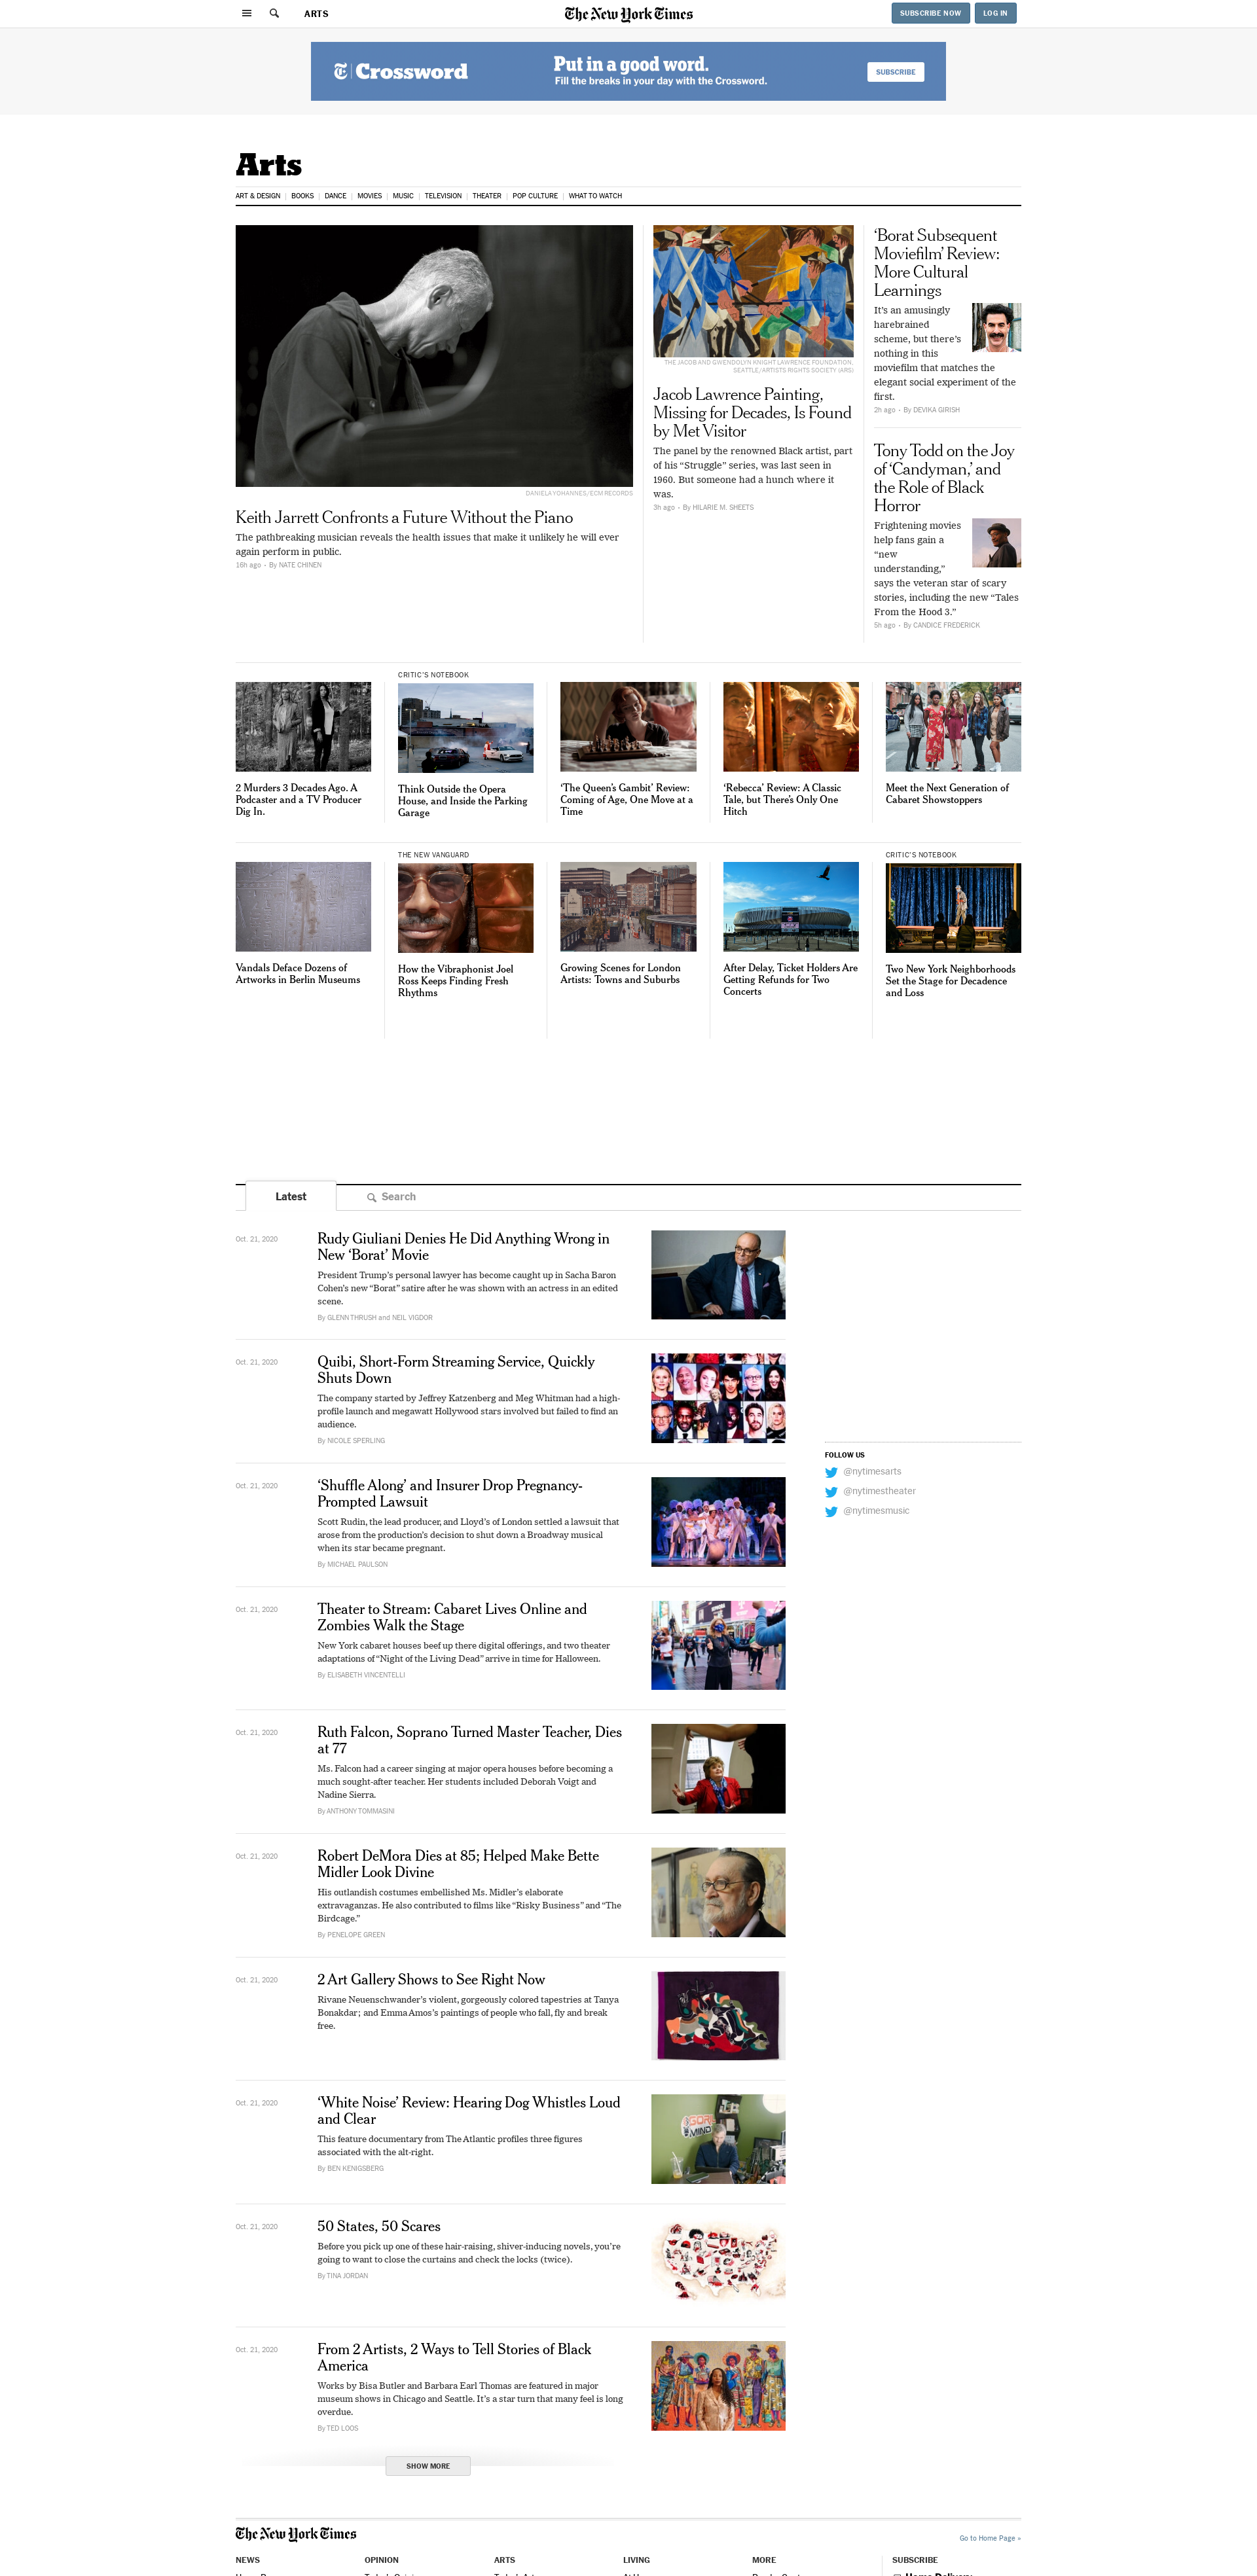 ARTS
The New York Times
SUBSCRIBE NOW
LOG IN
Crossword
Put in a good word.
Fill the breaks in your day with the Crossword.
SUBSCRIBE
Arts
ART & DESIGN
BOOKS
DANCE
MOVIES
MUSIC
TELEVISION
THEATER
POP CULTURE
WHAT TO WATCH
DANIELA YOHANNES/ECM RECORDS
Keith Jarrett Confronts a Future Without the Piano
The pathbreaking musician reveals the health issues that make it unlikely he will ever
again perform in public.
16h ago • By NATE CHINEN
THE JACOB AND GWENDOLYN KNIGHT LAWRENCE FOUNDATION,
SEATTLE/ARTISTS RIGHTS SOCIETY (ARS)
Jacob Lawrence Painting,
Missing for Decades, Is Found
by Met Visitor
The panel by the renowned Black artist, part
of his “Struggle” series, was last seen in
1960. But someone had a hunch where it
was.
3h ago • By HILARIE M. SHEETS
‘Borat Subsequent
Moviefilm’ Review:
More Cultural
Learnings
It’s an amusingly
harebrained
scheme, but there’s
nothing in this
moviefilm that matches the
elegant social experiment of the
first.
2h ago • By DEVIKA GIRISH
Tony Todd on the Joy
of ‘Candyman,’ and
the Role of Black
Horror
Frightening movies
help fans gain a
“new
understanding,”
says the veteran star of scary
stories, including the new “Tales
From the Hood 3.”
5h ago • By CANDICE FREDERICK
2 Murders 3 Decades Ago. A
Podcaster and a TV Producer
Dig In.
CRITIC’S NOTEBOOK
Think Outside the Opera
House, and Inside the Parking
Garage
‘The Queen’s Gambit’ Review:
Coming of Age, One Move at a
Time
‘Rebecca’ Review: A Classic
Tale, but There’s Only One
Hitch
Meet the Next Generation of
Cabaret Showstoppers
Vandals Deface Dozens of
Artworks in Berlin Museums
THE NEW VANGUARD
How the Vibraphonist Joel
Ross Keeps Finding Fresh
Rhythms
Growing Scenes for London
Artists: Towns and Suburbs
After Delay, Ticket Holders Are
Getting Refunds for Two
Concerts
CRITIC’S NOTEBOOK
Two New York Neighborhoods
Set the Stage for Decadence
and Loss
Latest
Search
Oct. 21, 2020
Rudy Giuliani Denies He Did Anything Wrong in
New ‘Borat’ Movie
President Trump’s personal lawyer has become caught up in Sacha Baron
Cohen’s new “Borat” satire after he was shown with an actress in an edited
scene.
By GLENN THRUSH and NEIL VIGDOR
Oct. 21, 2020
Quibi, Short-Form Streaming Service, Quickly
Shuts Down
The company started by Jeffrey Katzenberg and Meg Whitman had a high-
profile launch and megawatt Hollywood stars involved but failed to find an
audience.
By NICOLE SPERLING
FOLLOW US
@nytimesarts
@nytimestheater
@nytimesmusic
Oct. 21, 2020
‘Shuffle Along’ and Insurer Drop Pregnancy-
Prompted Lawsuit
Scott Rudin, the lead producer, and Lloyd’s of London settled a lawsuit that
arose from the production’s decision to shut down a Broadway musical
when its star became pregnant.
By MICHAEL PAULSON
Oct. 21, 2020
Theater to Stream: Cabaret Lives Online and
Zombies Walk the Stage
New York cabaret houses beef up there digital offerings, and two theater
adaptations of “Night of the Living Dead” arrive in time for Halloween.
By ELISABETH VINCENTELLI
Oct. 21, 2020
Ruth Falcon, Soprano Turned Master Teacher, Dies
at 77
Ms. Falcon had a career singing at major opera houses before becoming a
much sought-after teacher. Her students included Deborah Voigt and
Nadine Sierra.
By ANTHONY TOMMASINI
Oct. 21, 2020
Robert DeMora Dies at 85; Helped Make Bette
Midler Look Divine
His outlandish costumes embellished Ms. Midler’s elaborate
extravaganzas. He also contributed to films like “Risky Business” and “The
Birdcage.”
By PENELOPE GREEN
Oct. 21, 2020
2 Art Gallery Shows to See Right Now
Rivane Neuenschwander’s violent, gorgeously colored tapestries at Tanya
Bonakdar; and Emma Amos’s paintings of people who fall, fly and break
free.
Oct. 21, 2020
‘White Noise’ Review: Hearing Dog Whistles Loud
and Clear
This feature documentary from The Atlantic profiles three figures
associated with the alt-right.
By BEN KENIGSBERG
Oct. 21, 2020
50 States, 50 Scares
Before you pick up one of these hair-raising, shiver-inducing novels, you’re
going to want to close the curtains and check the locks (twice).
By TINA JORDAN
Oct. 21, 2020
From 2 Artists, 2 Ways to Tell Stories of Black
America
Works by Bisa Butler and Barbara Earl Thomas are featured in major
museum shows in Chicago and Seattle. It’s a star turn that many feel is long
overdue.
By TED LOOS
SHOW MORE
The New York Times
Go to Home Page »
NEWS
OPINION
ARTS
LIVING
MORE
SUBSCRIBE